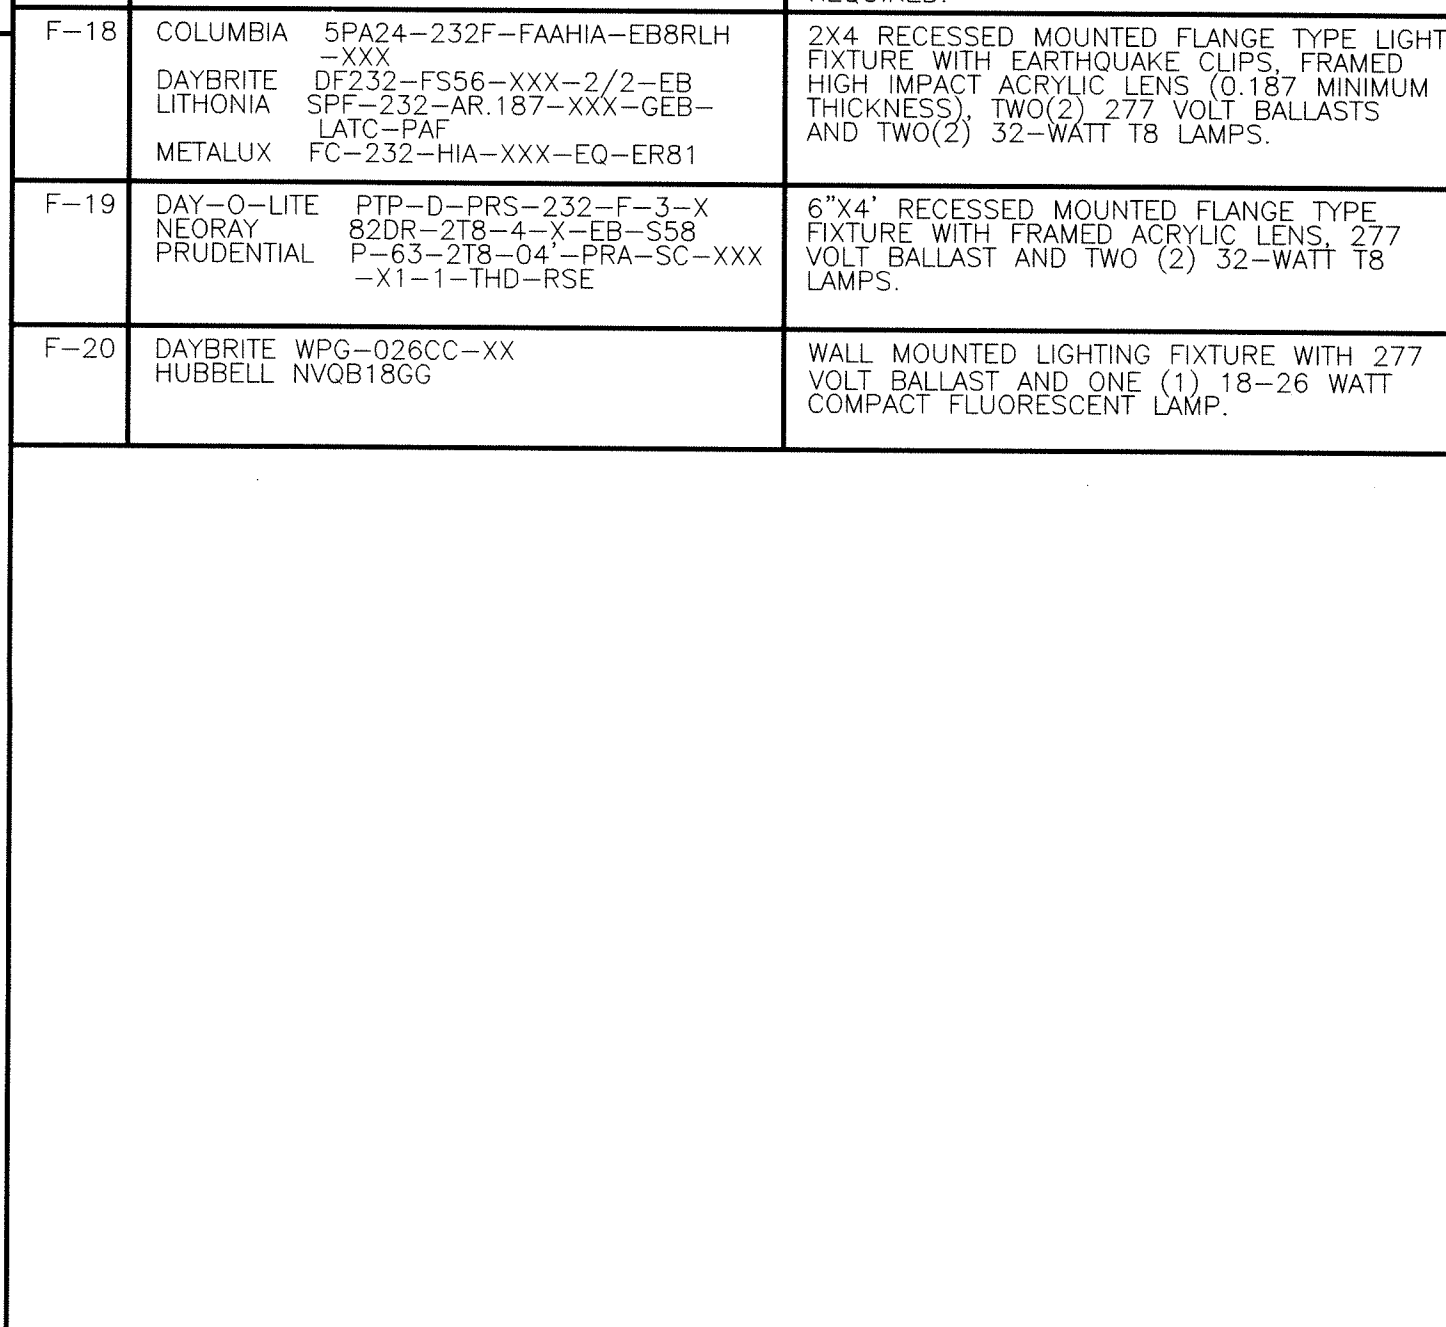 REQUIRED.
F-18
COLUMBIA 5PA24-232F-FAAHIA-EB8RLH
-XXX
DAYBRITE DF232-FS56-XXX-2/2-EB
LITHONIA SPF-232-AR.187-XXX-GEB-
LATC-PAF
METALUX FC-232-HIA-XXX-EQ-ER81
2X4 RECESSED MOUNTED FLANGE TYPE LIGHT
FIXTURE WITH EARTHQUAKE CLIPS, FRAMED
HIGH IMPACT ACRYLIC LENS (0.187 MINIMUM
THICKNESS), TWO(2) 277 VOLT BALLASTS
AND TWO(2) 32-WATT T8 LAMPS.
F-19
DAY-O-LITE PTP-D-PRS-232-F-3-X
NEORAY 82DR-2T8-4-X-EB-S58
PRUDENTIAL P-63-2T8-04'-PRA-SC-XXX
-X1-1-THD-RSE
6"X4' RECESSED MOUNTED FLANGE TYPE
FIXTURE WITH FRAMED ACRYLIC LENS, 277
VOLT BALLAST AND TWO (2) 32-WATT T8
LAMPS.
F-20
DAYBRITE WPG-026CC-XX
HUBBELL NVQB18GG
WALL MOUNTED LIGHTING FIXTURE WITH 277
VOLT BALLAST AND ONE (1) 18-26 WATT
COMPACT FLUORESCENT LAMP.